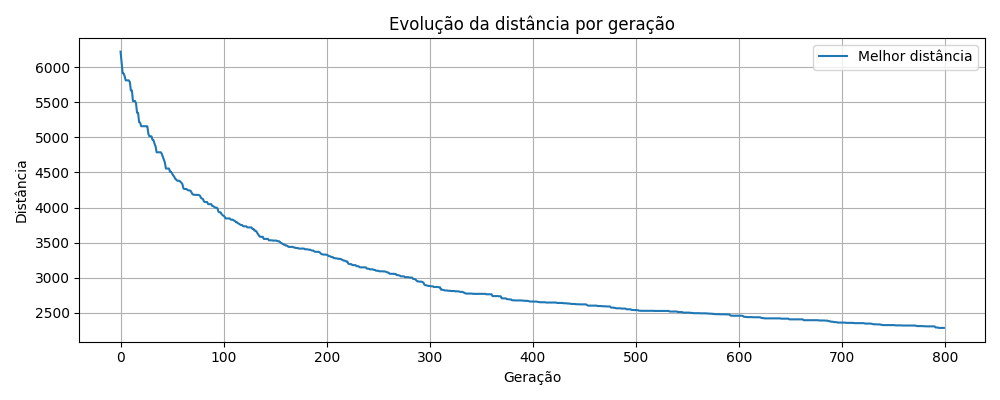 Evolução da distância por geração
Melhor distância
6000
5500
5000
4500
4000
3500
3000
2500
Distância
0 100 200 300 400 500 600 700 800
Geração